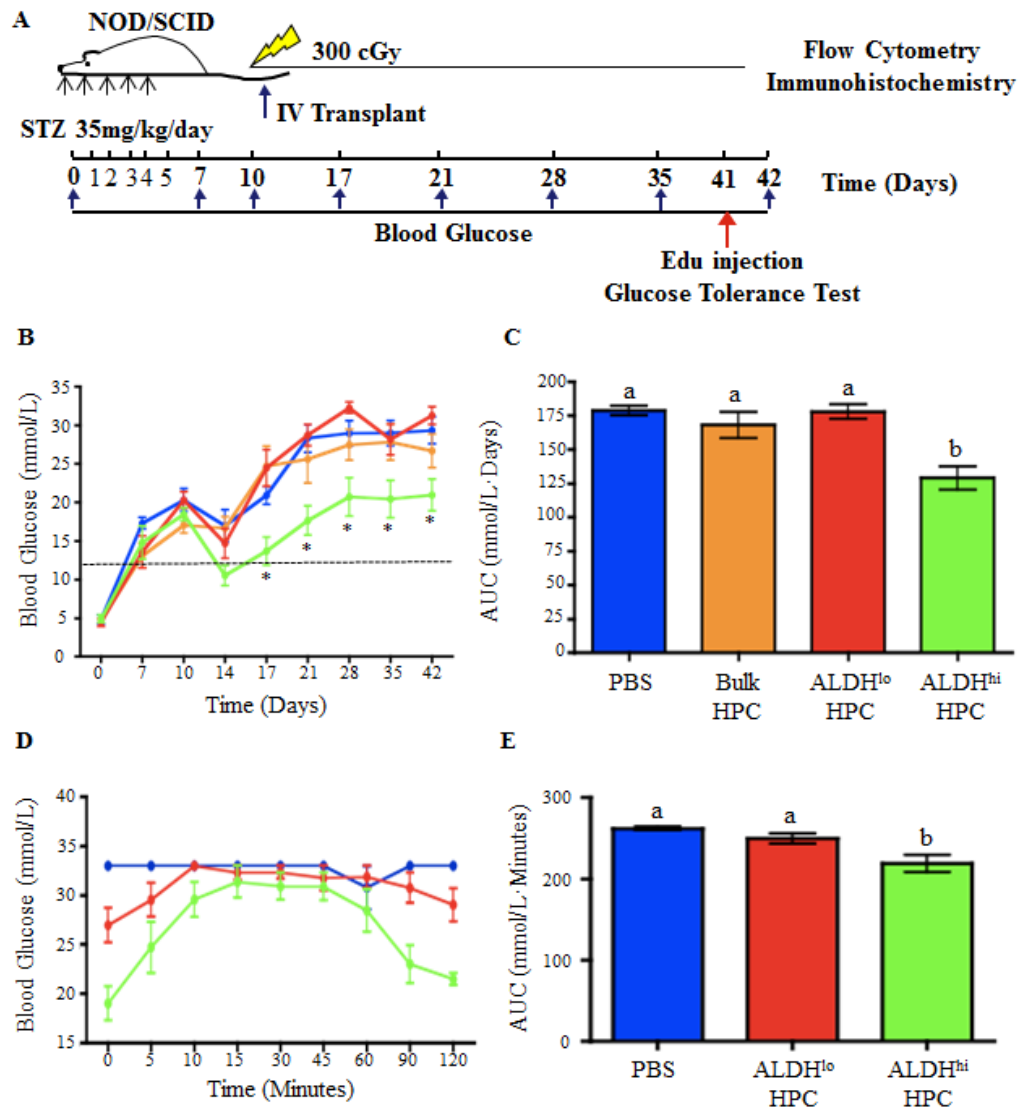 A
NOD/SCID
300 cGy
Flow Cytometry
Immunohistochemistry
IV Transplant
STZ 35mg/kg/day
0 1 2 3 4 5 7 10 17 21 28 35 41 42 Time (Days)
Blood Glucose
Edu injection
Glucose Tolerance Test
B
Blood Glucose (mmol/L)
35
30
25
20
15
10
5
0
* * * * *
0 7 10 14 17 21 28 35 42
Time (Days)
C
AUC (mmol/L·Days)
200
175
150
125
100
75
50
25
0
a a a b
PBS Bulk HPC ALDHlo HPC ALDHhi HPC
D
Blood Glucose (mmol/L)
40
35
30
25
20
15
0 5 10 15 30 45 60 90 120
Time (Minutes)
E
AUC (mmol/L·Minutes)
300
200
100
0
a a b
PBS ALDHlo HPC ALDHhi HPC